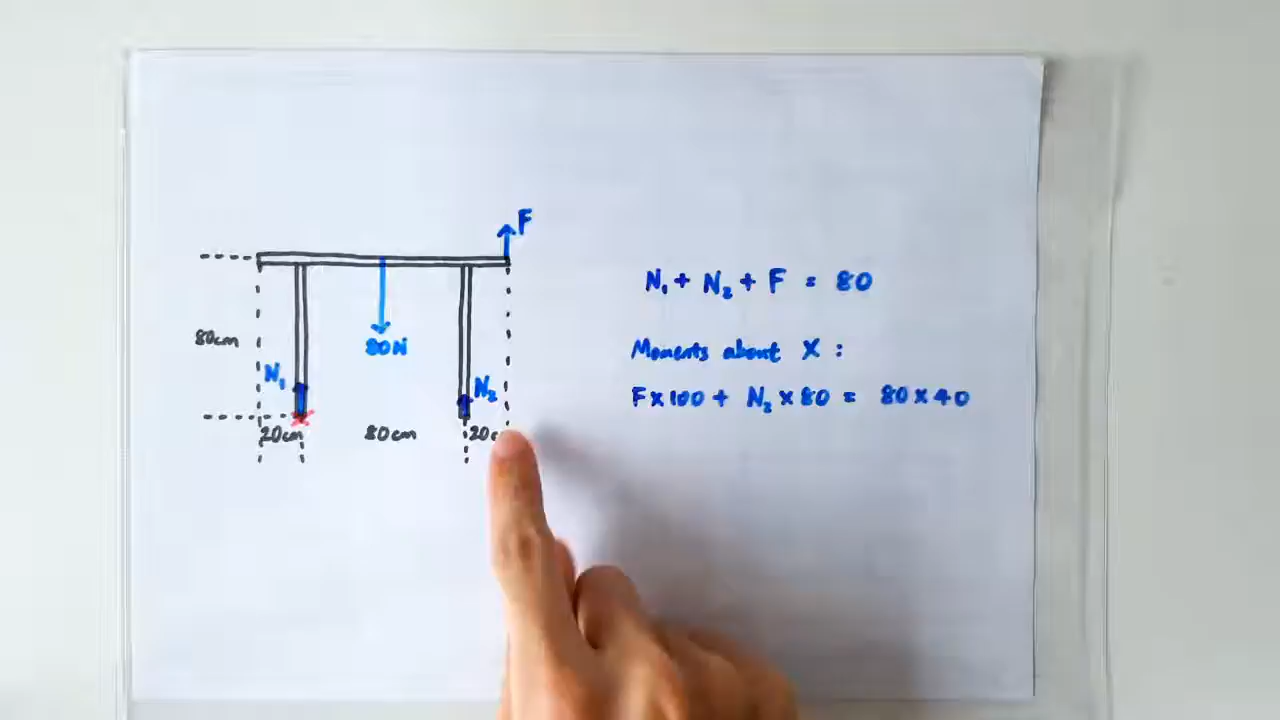 F
80cm
80N
N₁
N₂
20cm
80cm
20c
N₁ + N₂ + F = 80
Moments about X :
F × 100 + N₂ × 80 = 80 × 40